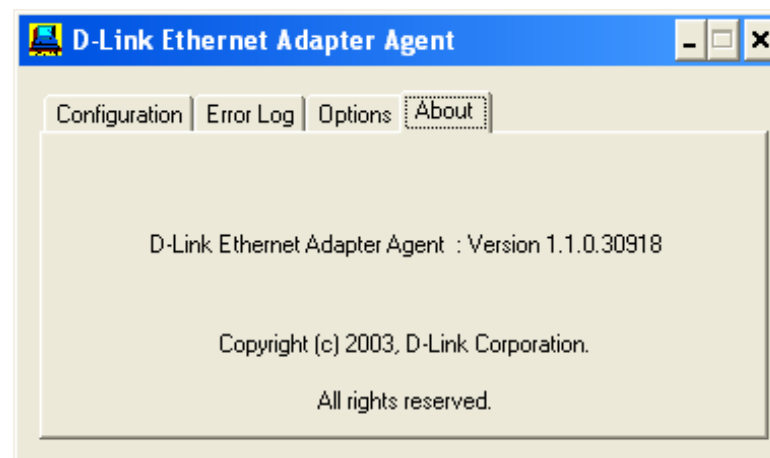 D-Link Ethernet Adapter Agent
Configuration Error Log Options About
D-Link Ethernet Adapter Agent : Version 1.1.0.30918
Copyright (c) 2003, D-Link Corporation.
All rights reserved.